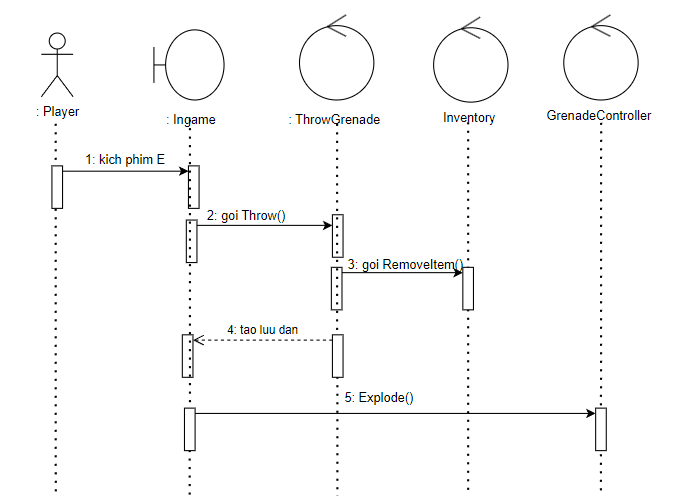 : Player
: Ingame
: ThrowGrenade
Inventory
GrenadeController
1: kich phim E
2: goi Throw()
3: goi RemoveItem()
4: tao luu dan
5: Explode()